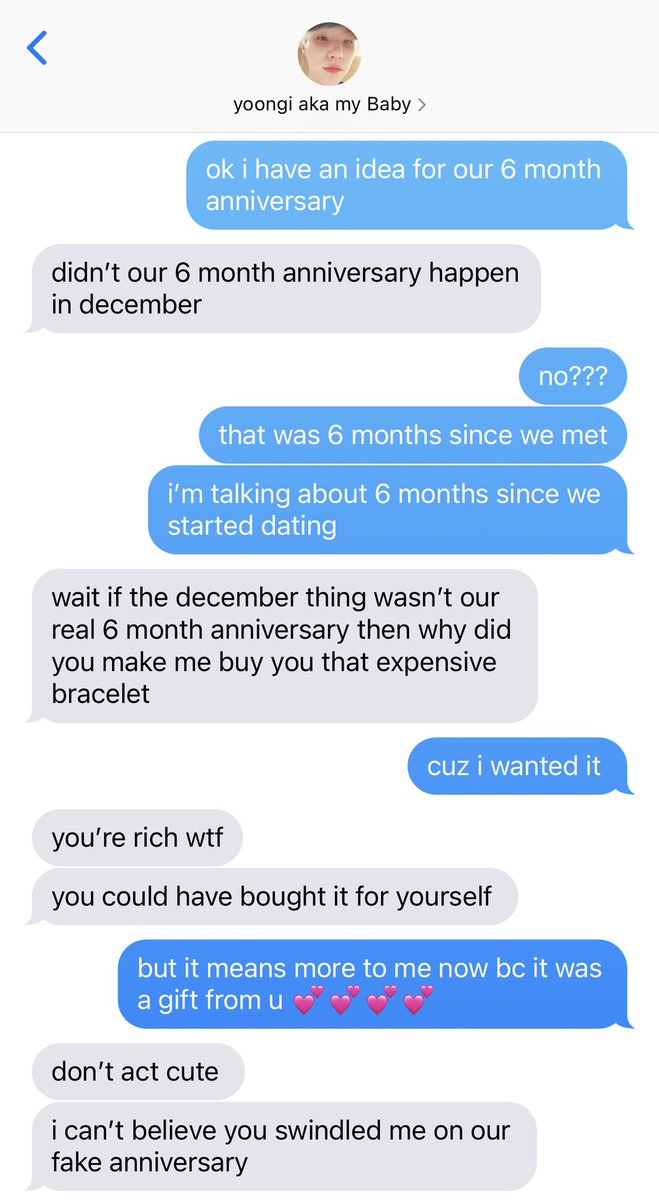 yoongi aka my Baby
ok i have an idea for our 6 month
anniversary
didn’t our 6 month anniversary happen
in december
no???
that was 6 months since we met
i’m talking about 6 months since we
started dating
wait if the december thing wasn’t our
real 6 month anniversary then why did
you make me buy you that expensive
bracelet
cuz i wanted it
you’re rich wtf
you could have bought it for yourself
but it means more to me now bc it was
a gift from u 💕 💕 💕 💕
don’t act cute
i can’t believe you swindled me on our
fake anniversary